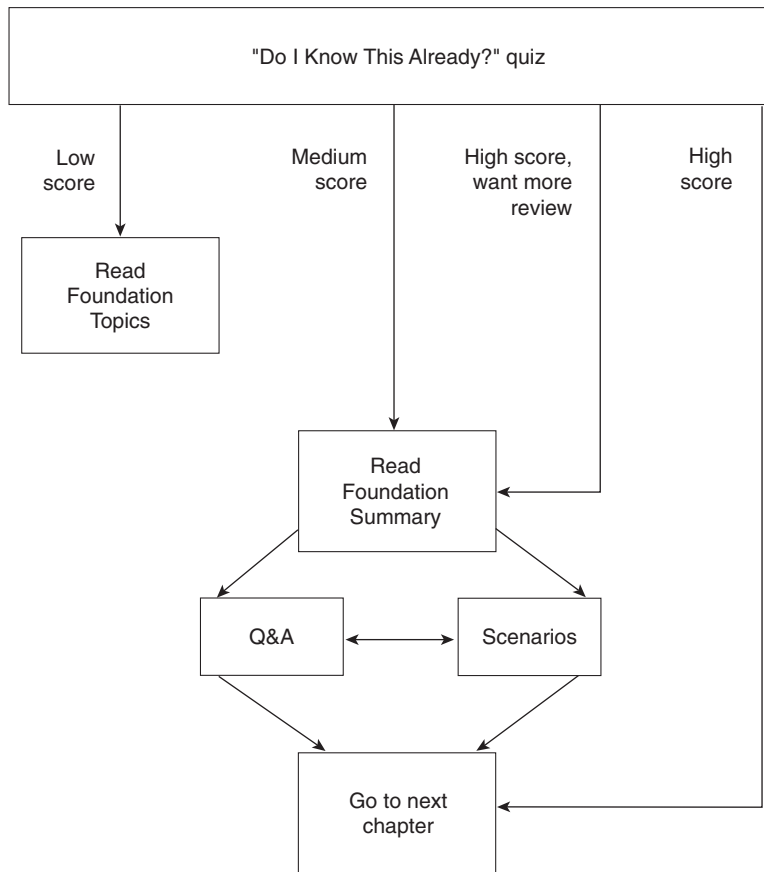 "Do I Know This Already?" quiz
Low
score
Medium
score
High score,
want more
review
High
score
Read
Foundation
Topics
Read
Foundation
Summary
Q&A
Scenarios
Go to next
chapter